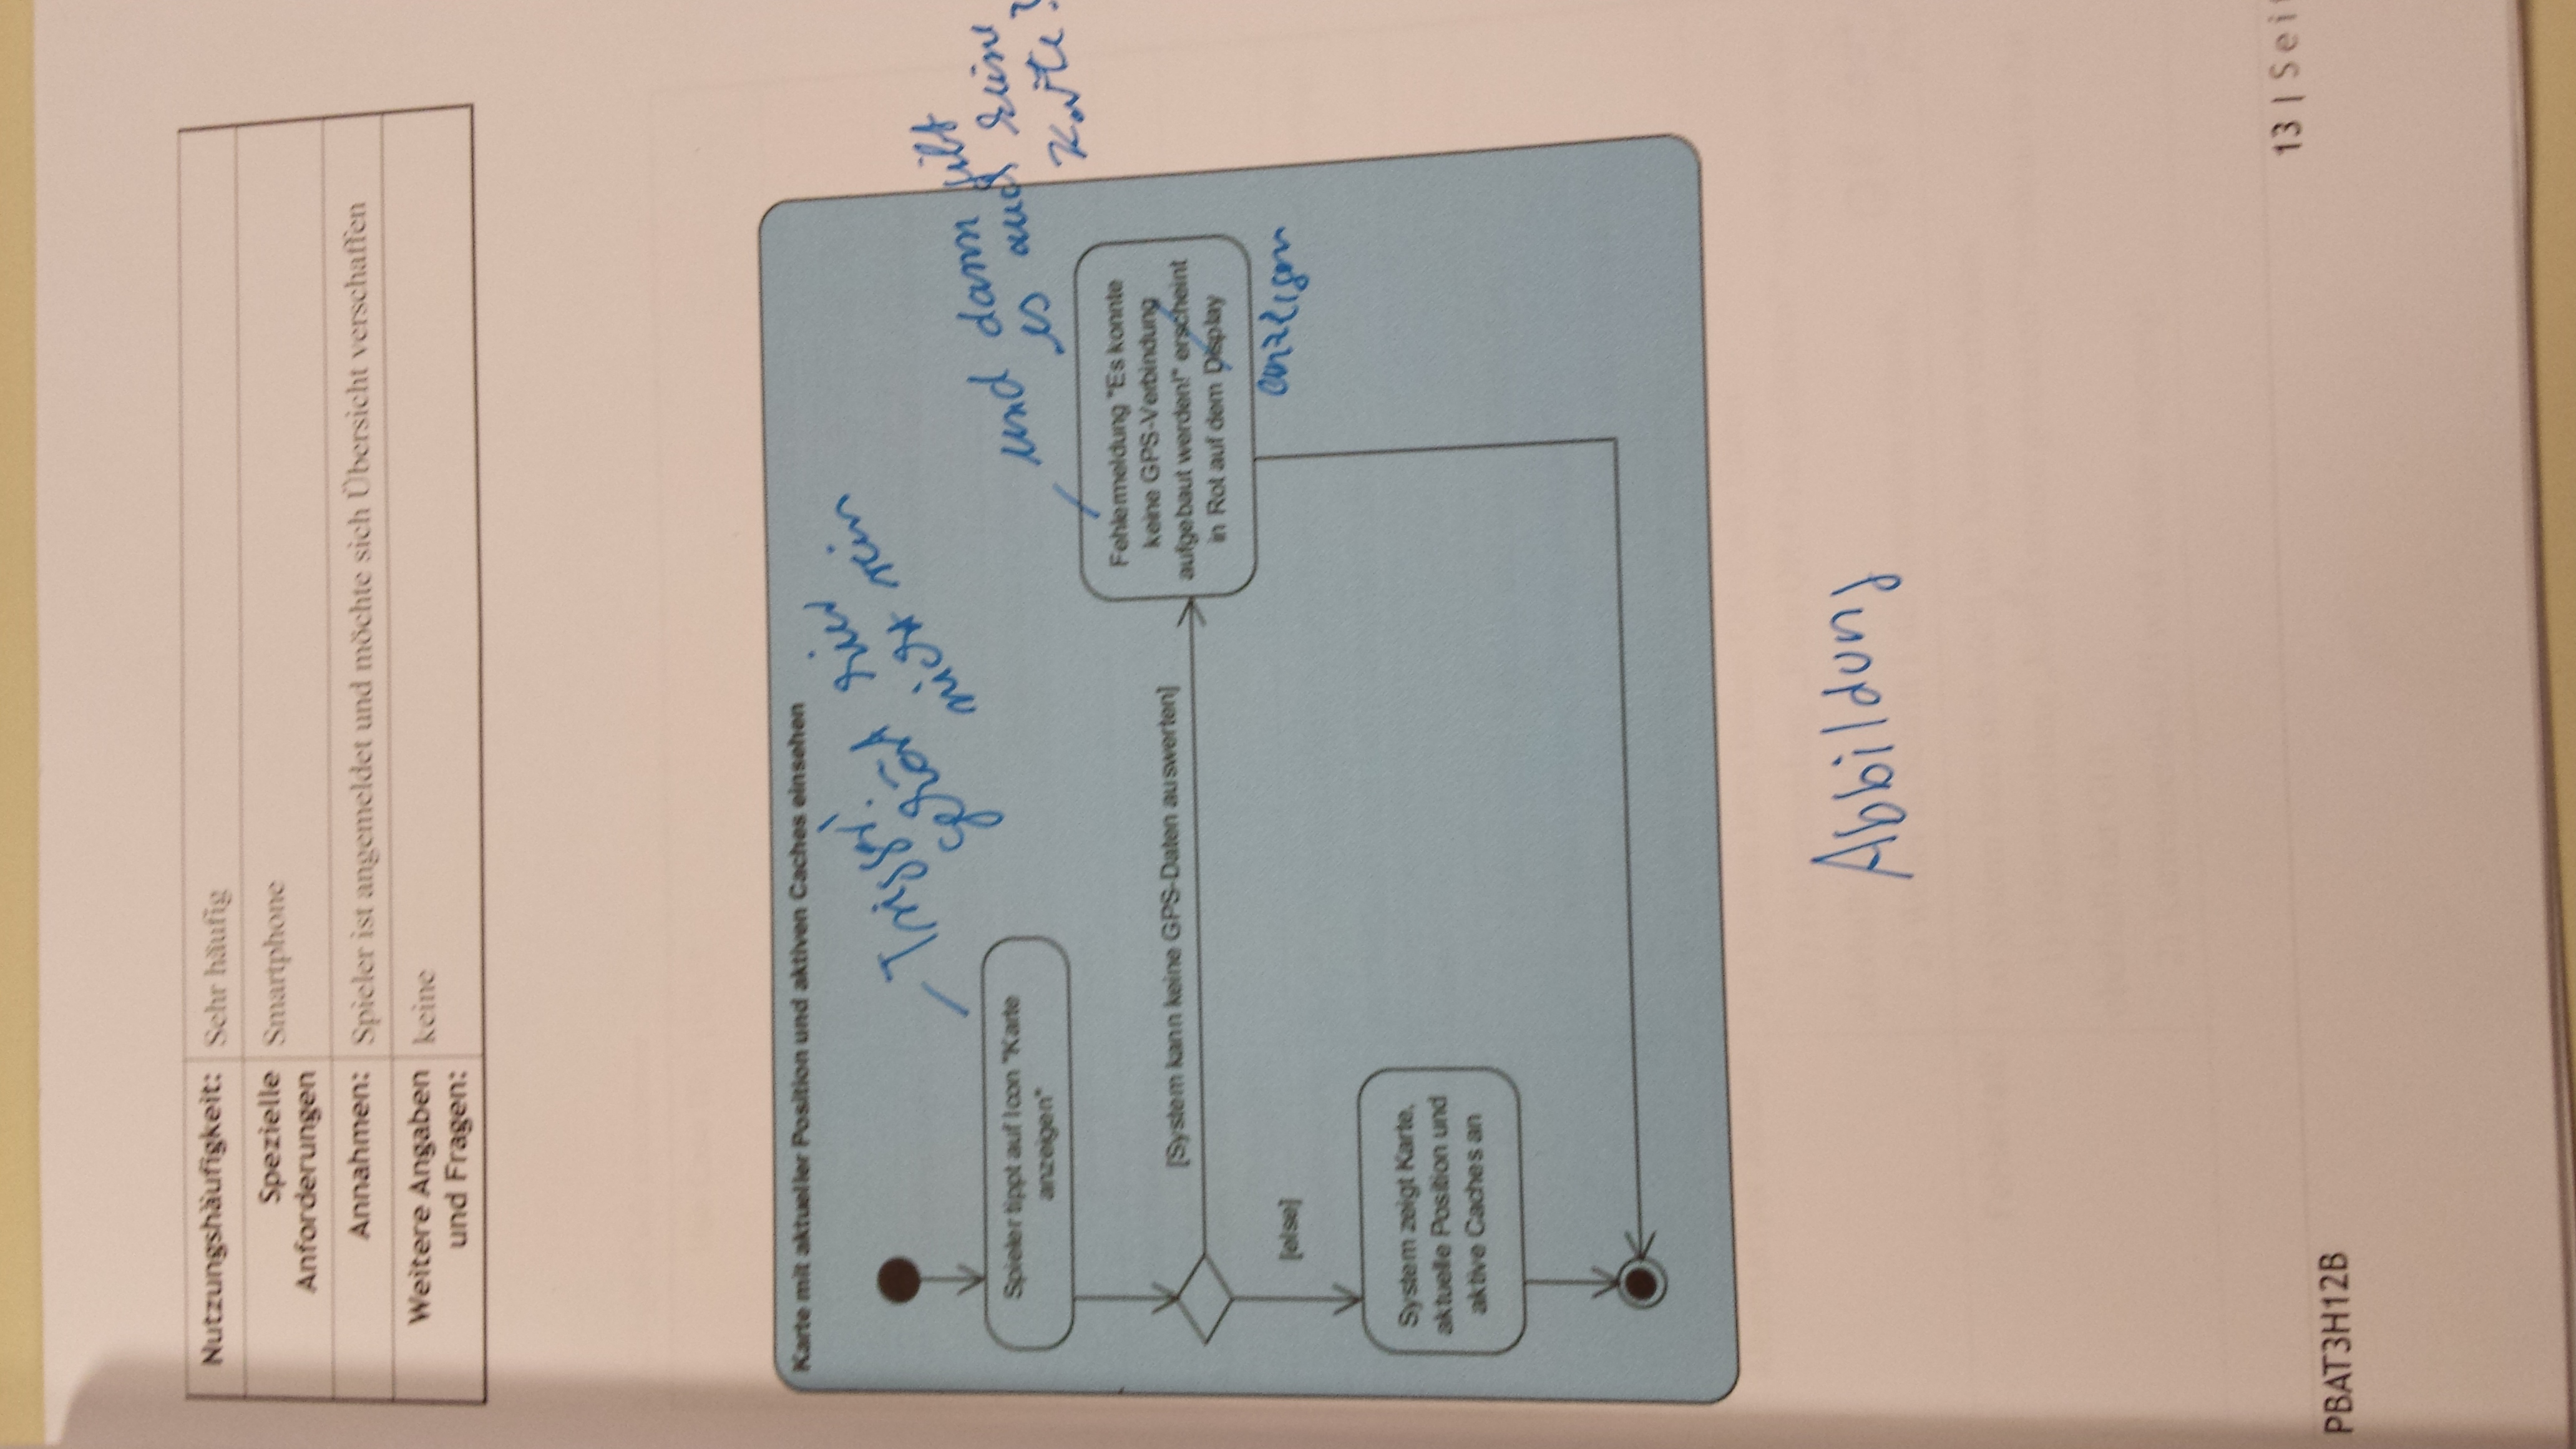 Nutzungshäufigkeit: Sehr häufig
Spezielle Smartphone
Anforderungen
Annahmen: Spieler ist angemeldet und möchte sich Übersicht verschaffen
Weitere Angaben keine
und Fragen:
Karte mit aktueller Position und aktiven Caches einsehen
Trigger!
gehört hier
nicht rein
Spieler tippt auf Icon "Karte
anzeigen"
und dann gibt
es auch keine
Karte?
Fehlermeldung "Es konnte
keine GPS-Verbindung
aufgebaut werden!" erscheint
in Rot auf dem Display
anzeigen
[System kann keine GPS-Daten auswerten]
[else]
System zeigt Karte,
aktuelle Position und
aktive Caches an
Abbildung
13 | Sei
PBAT3H12B